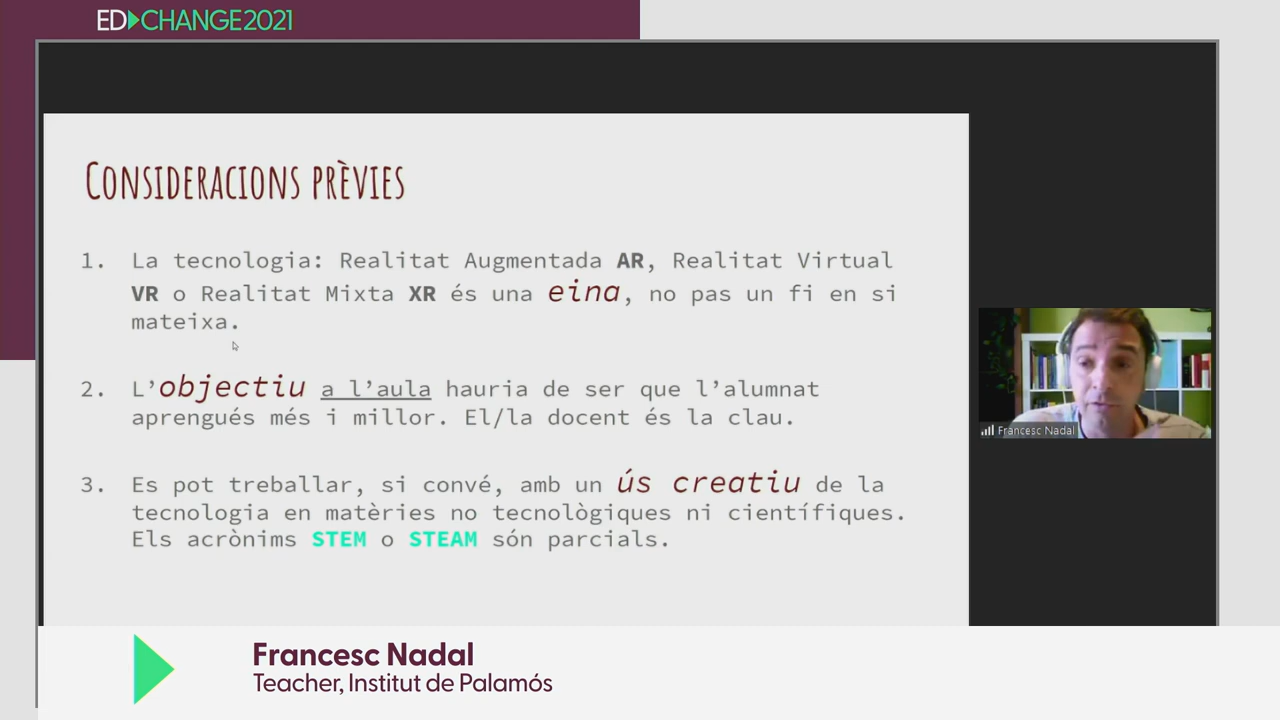 ED▶CHANGE2021
CONSIDERACIONS PRÈVIES
1. La tecnologia: Realitat Augmentada AR, Realitat Virtual
VR o Realitat Mixta XR és una eina, no pas un fi en si
mateixa.
2. L’objectiu a l’aula hauria de ser que l’alumnat
aprengués més i millor. El/la docent és la clau.
3. Es pot treballar, si convé, amb un ús creatiu de la
tecnologia en matèries no tecnològiques ni científiques.
Els acrònims STEM o STEAM són parcials.
Francesc Nadal
Francesc Nadal
Teacher, Institut de Palamós